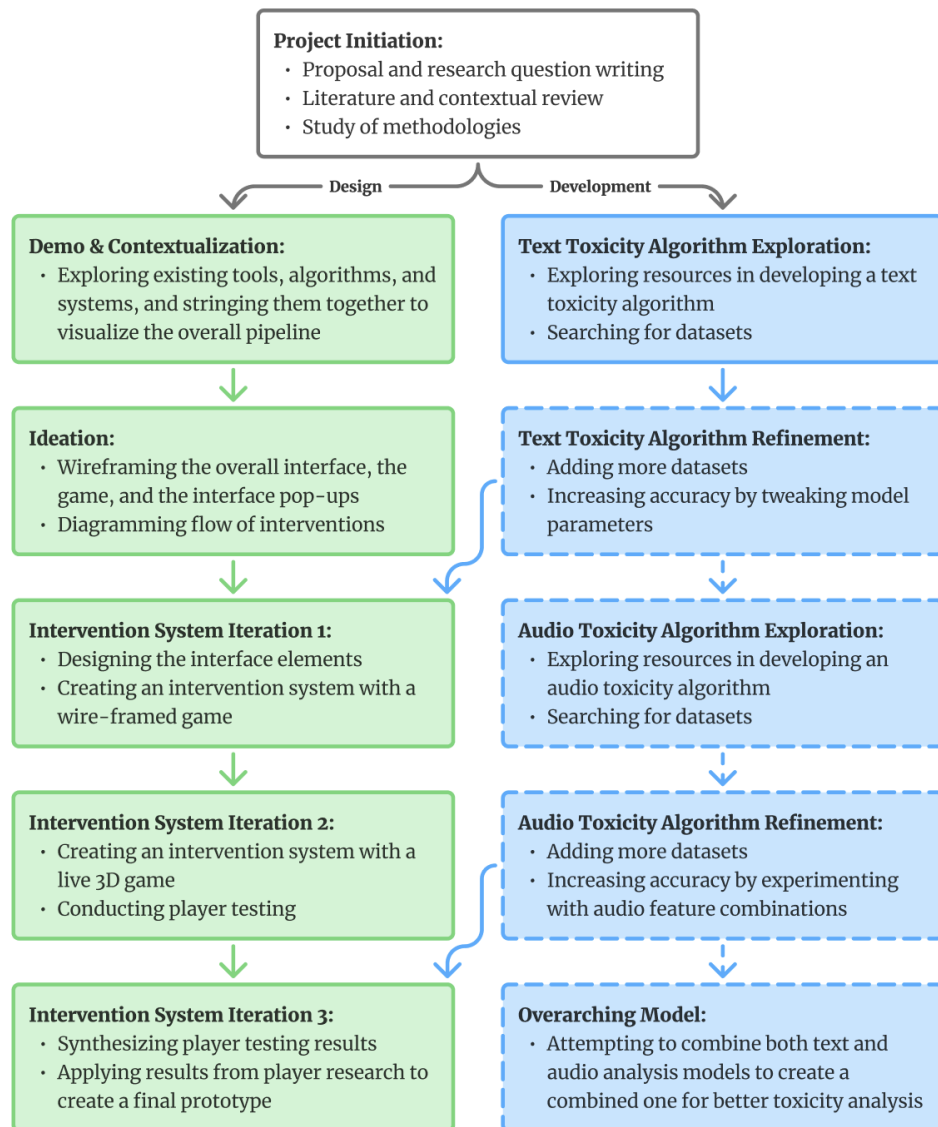 Project Initiation:
• Proposal and research question writing
• Literature and contextual review
• Study of methodologies
Design
Development
Demo & Contextualization:
• Exploring existing tools, algorithms, and
systems, and stringing them together to
visualize the overall pipeline
Text Toxicity Algorithm Exploration:
• Exploring resources in developing a text
toxicity algorithm
• Searching for datasets
Ideation:
• Wireframing the overall interface, the
game, and the interface pop-ups
• Diagramming flow of interventions
Text Toxicity Algorithm Refinement:
• Adding more datasets
• Increasing accuracy by tweaking model
parameters
Intervention System Iteration 1:
• Designing the interface elements
• Creating an intervention system with a
wire-framed game
Audio Toxicity Algorithm Exploration:
• Exploring resources in developing an
audio toxicity algorithm
• Searching for datasets
Intervention System Iteration 2:
• Creating an intervention system with a
live 3D game
• Conducting player testing
Audio Toxicity Algorithm Refinement:
• Adding more datasets
• Increasing accuracy by experimenting
with audio feature combinations
Intervention System Iteration 3:
• Synthesizing player testing results
• Applying results from player research to
create a final prototype
Overarching Model:
• Attempting to combine both text and
audio analysis models to create a
combined one for better toxicity analysis